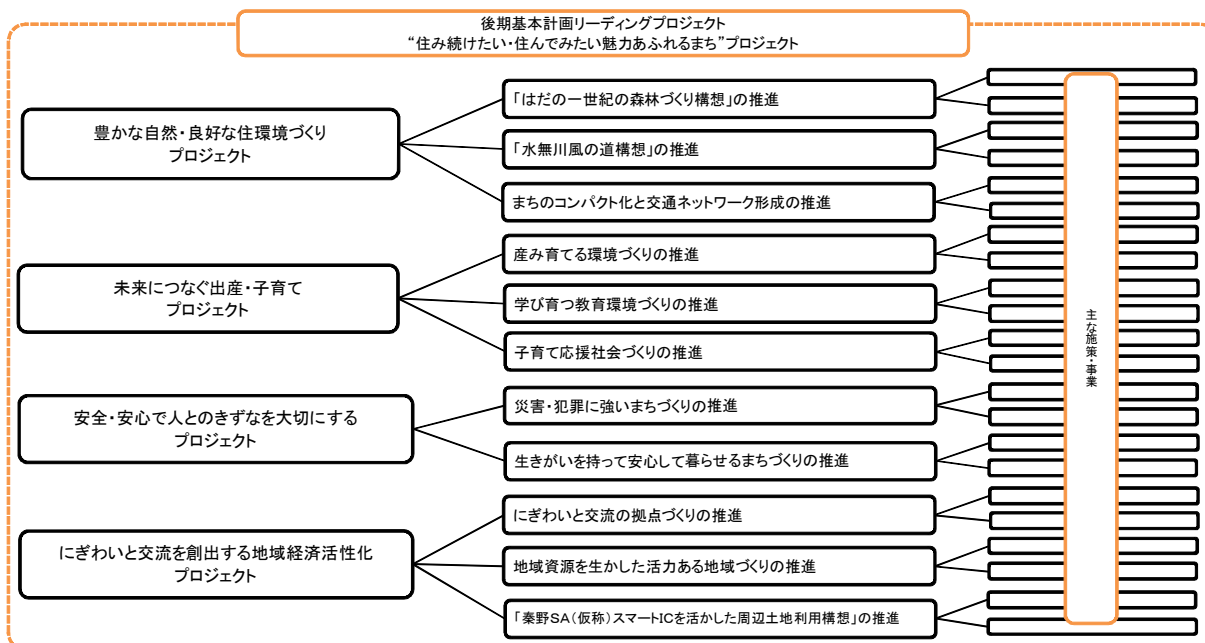 後期基本計画リーディングプロジェクト
“住み続けたい・住んでみたい魅力あふれるまち”プロジェクト
豊かな自然・良好な住環境づくり
プロジェクト
「はだの一世紀の森林づくり構想」の推進
「水無川風の道構想」の推進
まちのコンパクト化と交通ネットワーク形成の推進
未来につなぐ出産・子育て
プロジェクト
産み育てる環境づくりの推進
学び育つ教育環境づくりの推進
子育て応援社会づくりの推進
安全・安心で人とのきずなを大切にする
プロジェクト
災害・犯罪に強いまちづくりの推進
生きがいを持って安心して暮らせるまちづくりの推進
にぎわいと交流を創出する地域経済活性化
プロジェクト
にぎわいと交流の拠点づくりの推進
地域資源を生かした活力ある地域づくりの推進
「秦野SA(仮称)スマートICを活かした周辺土地利用構想」の推進
主な施策・事業